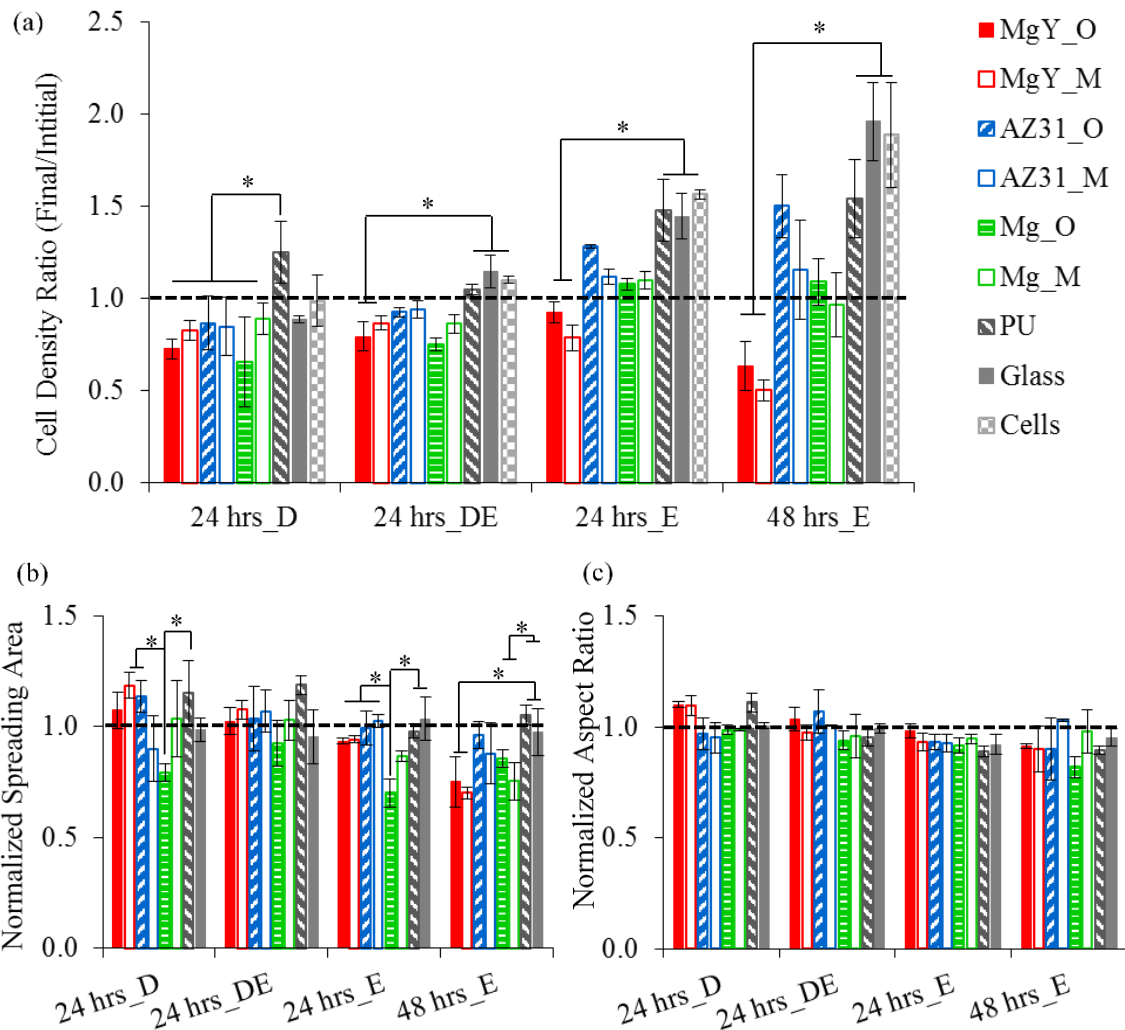 (a)
Cell Density Ratio (Final/Intitial)
2.5
2.0
1.5
1.0
0.5
0.0
*
*
*
*
24 hrs_D
24 hrs_DE
24 hrs_E
48 hrs_E
MgY_O
MgY_M
AZ31_O
AZ31_M
Mg_O
Mg_M
PU
Glass
Cells
(b)
Normalized Spreading Area
1.5
1.0
0.5
0.0
*
*
*
*
*
*
24 hrs_D
24 hrs_DE
24 hrs_E
48 hrs_E
(c)
Normalized Aspect Ratio
1.5
1.0
0.5
0.0
24 hrs_D
24 hrs_DE
24 hrs_E
48 hrs_E